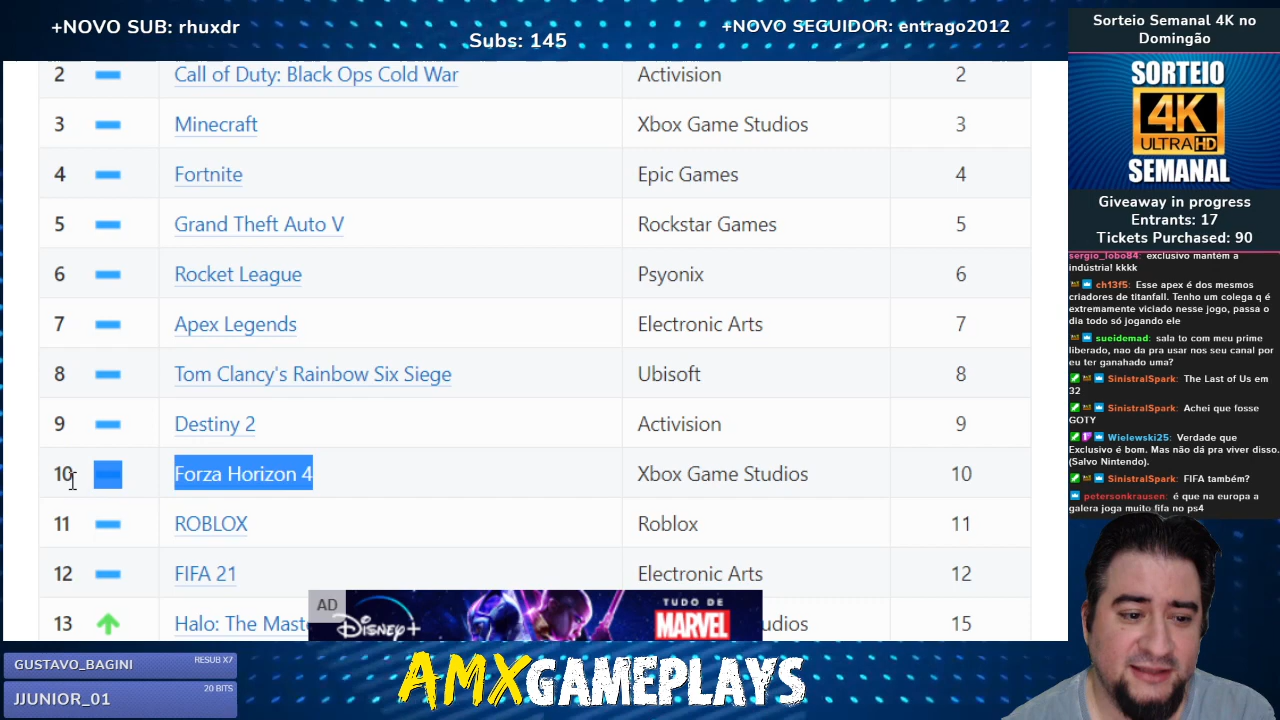 +NOVO SUB: rhuxdr
Subs: 145
+NOVO SEGUIDOR: entrago2012
Sorteio Semanal 4K no
Domingão
2 Call of Duty: Black Ops Cold War Activision 2
3 Minecraft Xbox Game Studios 3
4 Fortnite Epic Games 4
5 Grand Theft Auto V Rockstar Games 5
6 Rocket League Psyonix 6
7 Apex Legends Electronic Arts 7
8 Tom Clancy's Rainbow Six Siege Ubisoft 8
9 Destiny 2 Activision 9
10 Forza Horizon 4 Xbox Game Studios 10
11 ROBLOX Roblox 11
12 FIFA 21 Electronic Arts 12
13 Halo: The Mast udios 15
AD
Disney+
TUDO DE
MARVEL
SORTEIO
4K
ULTRA HD
SEMANAL
Giveaway in progress
Entrants: 17
Tickets Purchased: 90
sergio_lobo84: exclusivo mantem a
indústria! kkkk
ch13f5: Esse apex é dos mesmos
criadores de titanfall. Tenho um colega q é
extremamente viciado nesse jogo, passa o
dia todo só jogando ele
sueidemad: sala to com meu prime
liberado, nao da pra usar nos seu canal por
eu ter ganahado uma?
SinistralSpark: The Last of Us em
32
SinistralSpark: Achei que fosse
GOTY
Wielewski25: Verdade que
Exclusivo é bom. Mas não dá pra viver disso.
(Salvo Nintendo).
SinistralSpark: FIFA também?
petersonkrausen: é que na europa a
galera joga muito fifa no ps4
GUSTAVO_BAGINI RESUB X7
JJUNIOR_01 20 BITS
AMXGAMEPLAYS